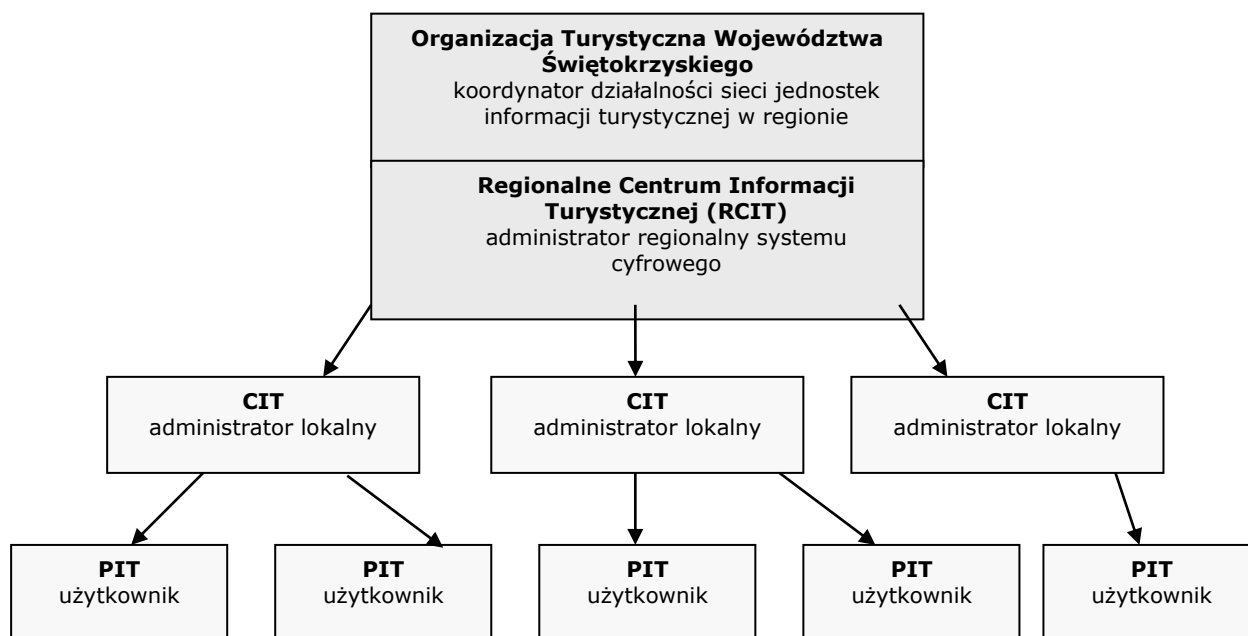 Organizacja Turystyczna Województwa
Świętokrzyskiego
koordynator działalności sieci jednostek
informacji turystycznej w regionie
Regionalne Centrum Informacji
Turystycznej (RCIT)
administrator regionalny systemu
cyfrowego
CIT
administrator lokalny
CIT
administrator lokalny
CIT
administrator lokalny
PIT
użytkownik
PIT
użytkownik
PIT
użytkownik
PIT
użytkownik
PIT
użytkownik